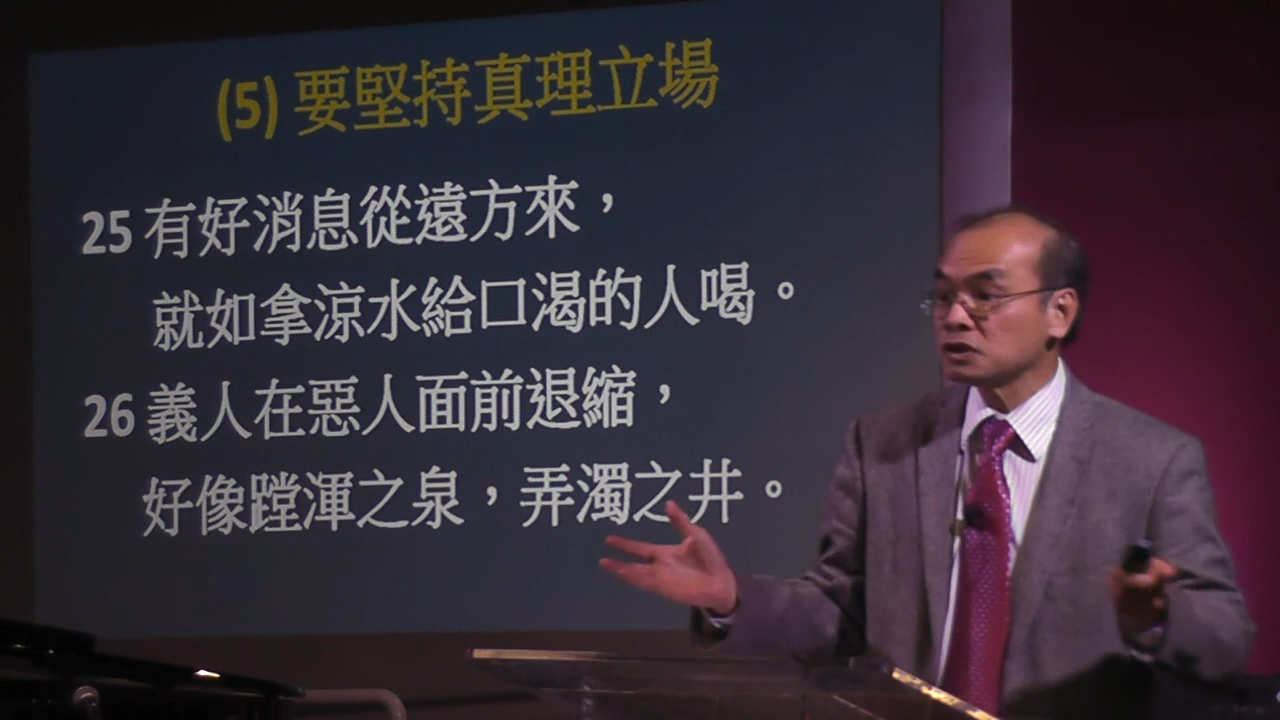 (5) 要堅持真理立場
25 有好消息從遠方來，
就如拿涼水給口渴的人喝。
26 義人在惡人面前退縮，
好像蹚渾之泉，弄濁之井。